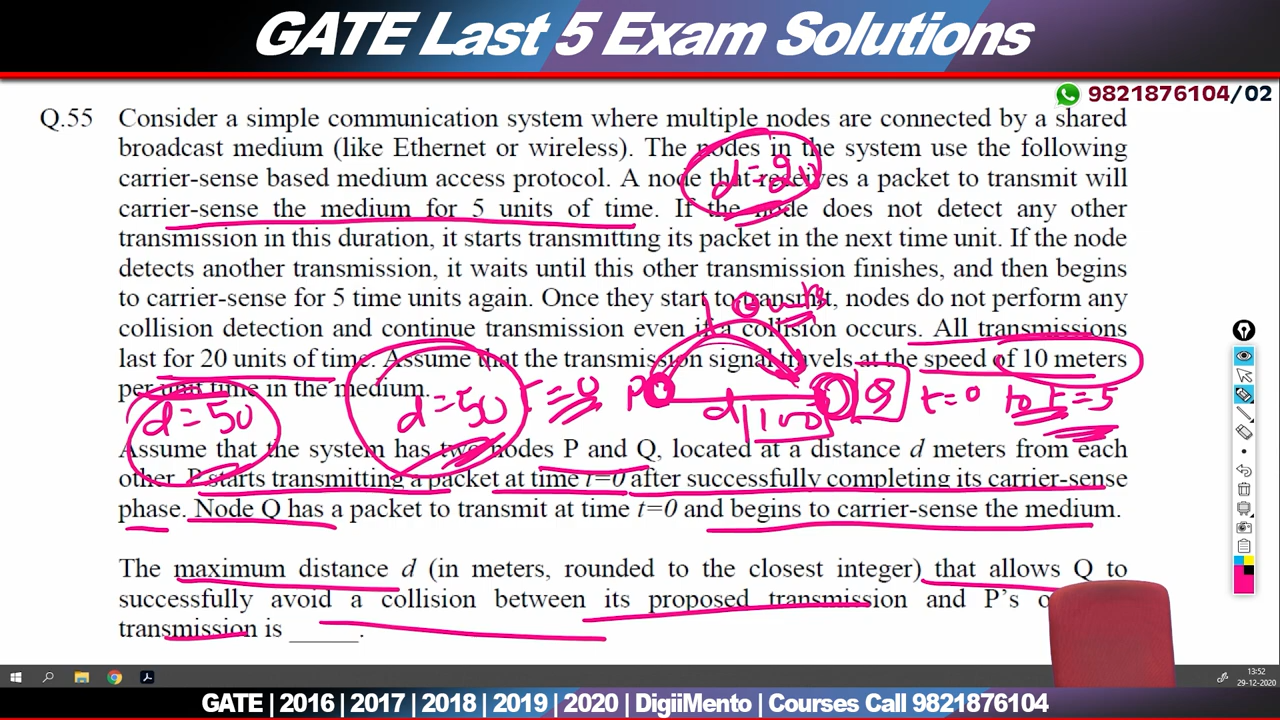 GATE Last 5 Exam Solutions
9821876104/02
Q.55 Consider a simple communication system where multiple nodes are connected by a shared
broadcast medium (like Ethernet or wireless). The nodes in the system use the following
carrier-sense based medium access protocol. A node that receives a packet to transmit will
carrier-sense the medium for 5 units of time. If the node does not detect any other
transmission in this duration, it starts transmitting its packet in the next time unit. If the node
detects another transmission, it waits until this other transmission finishes, and then begins
to carrier-sense for 5 time units again. Once they start to transmit, nodes do not perform any
collision detection and continue transmission even if a collision occurs. All transmissions
last for 20 units of time. Assume that the transmission signal travels at the speed of 10 meters
per unit time in the medium.
d=50 d=50 t=0 P d 100 Q t=0 to t=5
Assume that the system has two nodes P and Q, located at a distance d meters from each
other. P starts transmitting a packet at time t=0 after successfully completing its carrier-sense
phase. Node Q has a packet to transmit at time t=0 and begins to carrier-sense the medium.
The maximum distance d (in meters, rounded to the closest integer) that allows Q to
successfully avoid a collision between its proposed transmission and P's
transmission is _____.
13:52
29-12-2020
GATE | 2016 | 2017 | 2018 | 2019 | 2020 | DigiiMento | Courses Call 9821876104